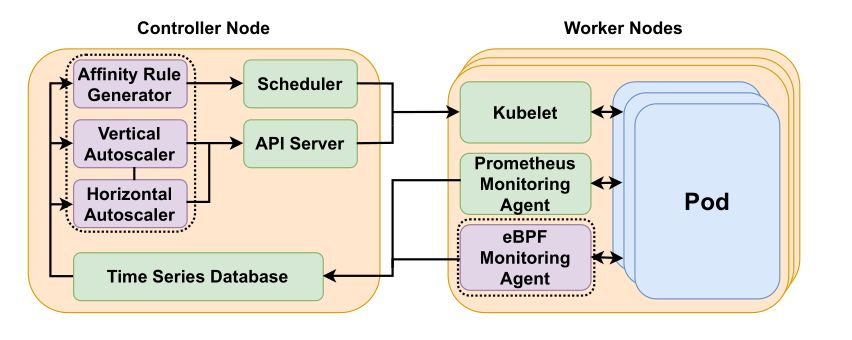 Controller Node
Worker Nodes
Affinity Rule
Generator
Scheduler
Vertical
Autoscaler
API Server
Horizontal
Autoscaler
Time Series Database
Kubelet
Prometheus
Monitoring
Agent
eBPF
Monitoring
Agent
Pod